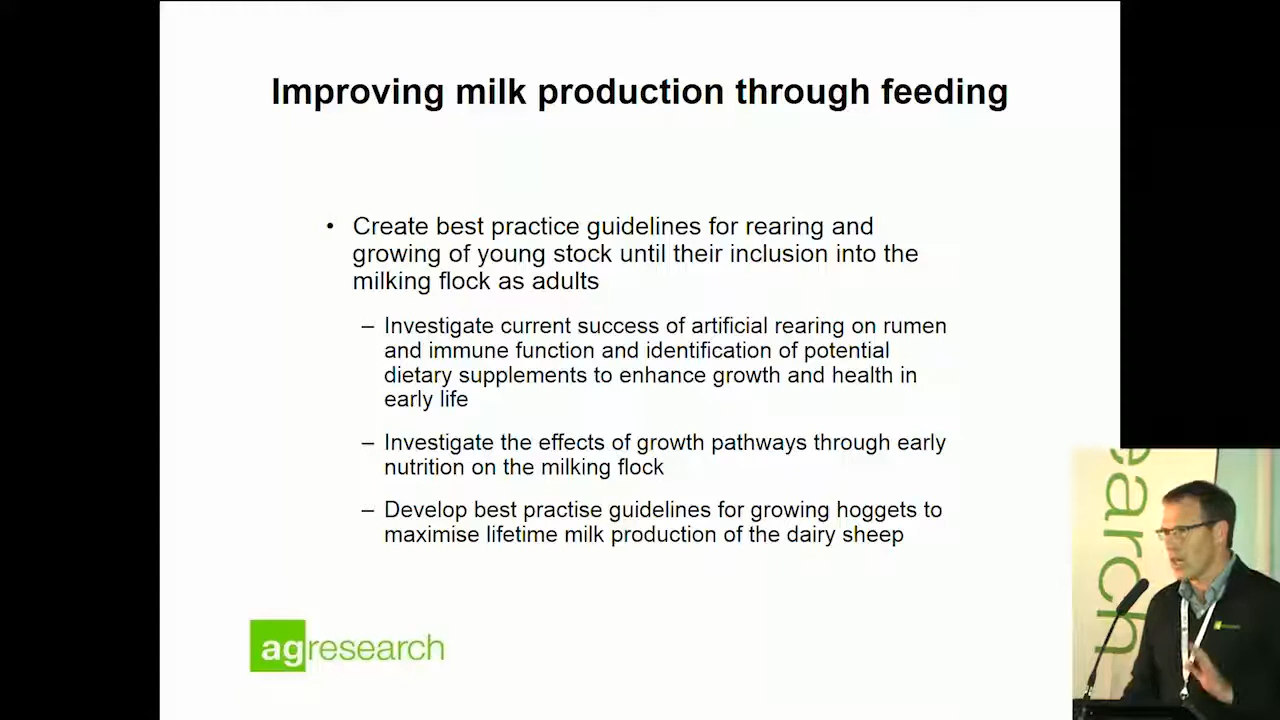 Improving milk production through feeding
• Create best practice guidelines for rearing and
growing of young stock until their inclusion into the
milking flock as adults
– Investigate current success of artificial rearing on rumen
and immune function and identification of potential
dietary supplements to enhance growth and health in
early life
– Investigate the effects of growth pathways through early
nutrition on the milking flock
– Develop best practise guidelines for growing hoggets to
maximise lifetime milk production of the dairy sheep
agresearch
earch